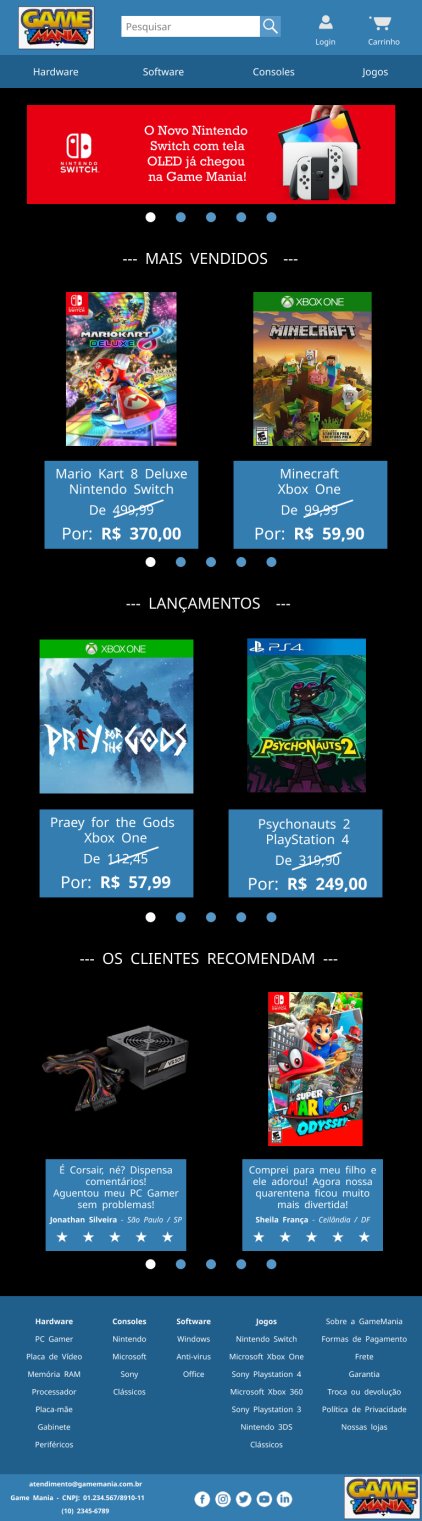 GAME
MANIA
Pesquisar
Login
Carrinho
Hardware
Software
Consoles
Jogos
NINTENDO
SWITCH.
O Novo Nintendo
Switch com tela
OLED já chegou
na Game Mania!
--- MAIS VENDIDOS ---
MARIOKART
8
DELUXE
XBOX ONE
MINECRAFT
Mario Kart 8 Deluxe
Nintendo Switch
De 499,99
Por: R$ 370,00
Minecraft
Xbox One
De 99,99
Por: R$ 59,90
--- LANÇAMENTOS ---
XBOX ONE
PREY FOR THE GODS
PS4
PSYCHONAUTS 2
Praey for the Gods
Xbox One
De 112,45
Por: R$ 57,99
Psychonauts 2
PlayStation 4
De 319,90
Por: R$ 249,00
--- OS CLIENTES RECOMENDAM ---
SUPER
MARIO
ODYSSEY
É Corsair, né? Dispensa
comentários!
Aguentou meu PC Gamer
sem problemas!
Jonathan Silveira - São Paulo / SP
Comprei para meu filho e
ele adorou! Agora nossa
quarentena ficou muito
mais divertida!
Sheila França - Ceilândia / DF
Hardware
PC Gamer
Placa de Vídeo
Memória RAM
Processador
Placa-mãe
Gabinete
Periféricos
Consoles
Nintendo
Microsoft
Sony
Clássicos
Software
Windows
Anti-virus
Office
Jogos
Nintendo Switch
Microsoft Xbox One
Sony Playstation 4
Microsoft Xbox 360
Sony Playstation 3
Nintendo 3DS
Clássicos
Sobre a GameMania
Formas de Pagamento
Frete
Garantia
Troca ou devolução
Política de Privacidade
Nossas lojas
atendimento@gamemania.com.br
Game Mania - CNPJ: 01.234.567/8910-11
(10) 2345-6789
GAME
MANIA